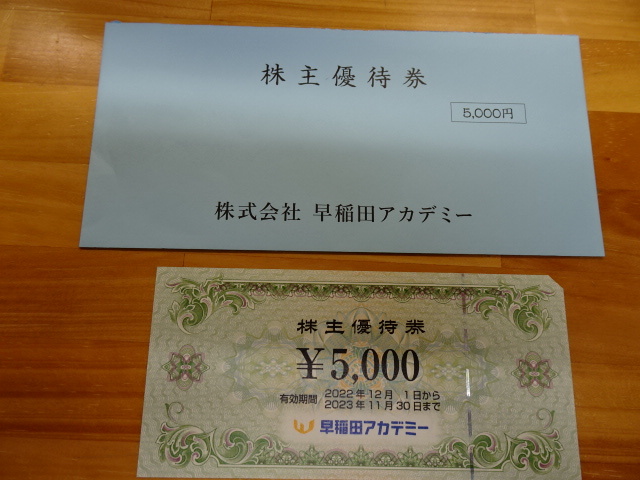 株主優待券
5,000円
株式会社 早稲田アカデミー
株主優待券
¥5,000
有効期間/2022年12月 1日から
2023年11月30日まで
早稲田アカデミー